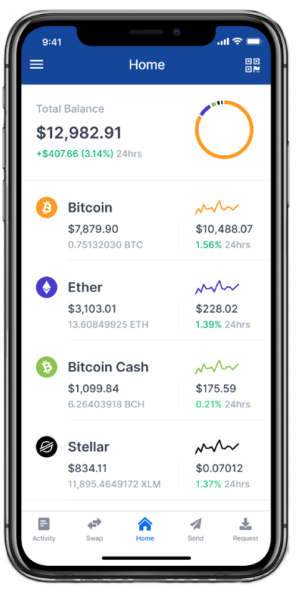 9:41
Home
Total Balance
$12,982.91
+$407.66 (3.14%) 24hrs
Bitcoin
$7,879.90 $10,488.07
0.75132030 BTC 1.56% 24hrs
Ether
$3,103.01 $228.02
13.60849925 ETH 1.39% 24hrs
Bitcoin Cash
$1,099.84 $175.59
6.26403918 BCH 0.21% 24hrs
Stellar
$834.11 $0.07012
11,895.4649172 XLM 1.37% 24hrs
Activity Swap Home Send Request